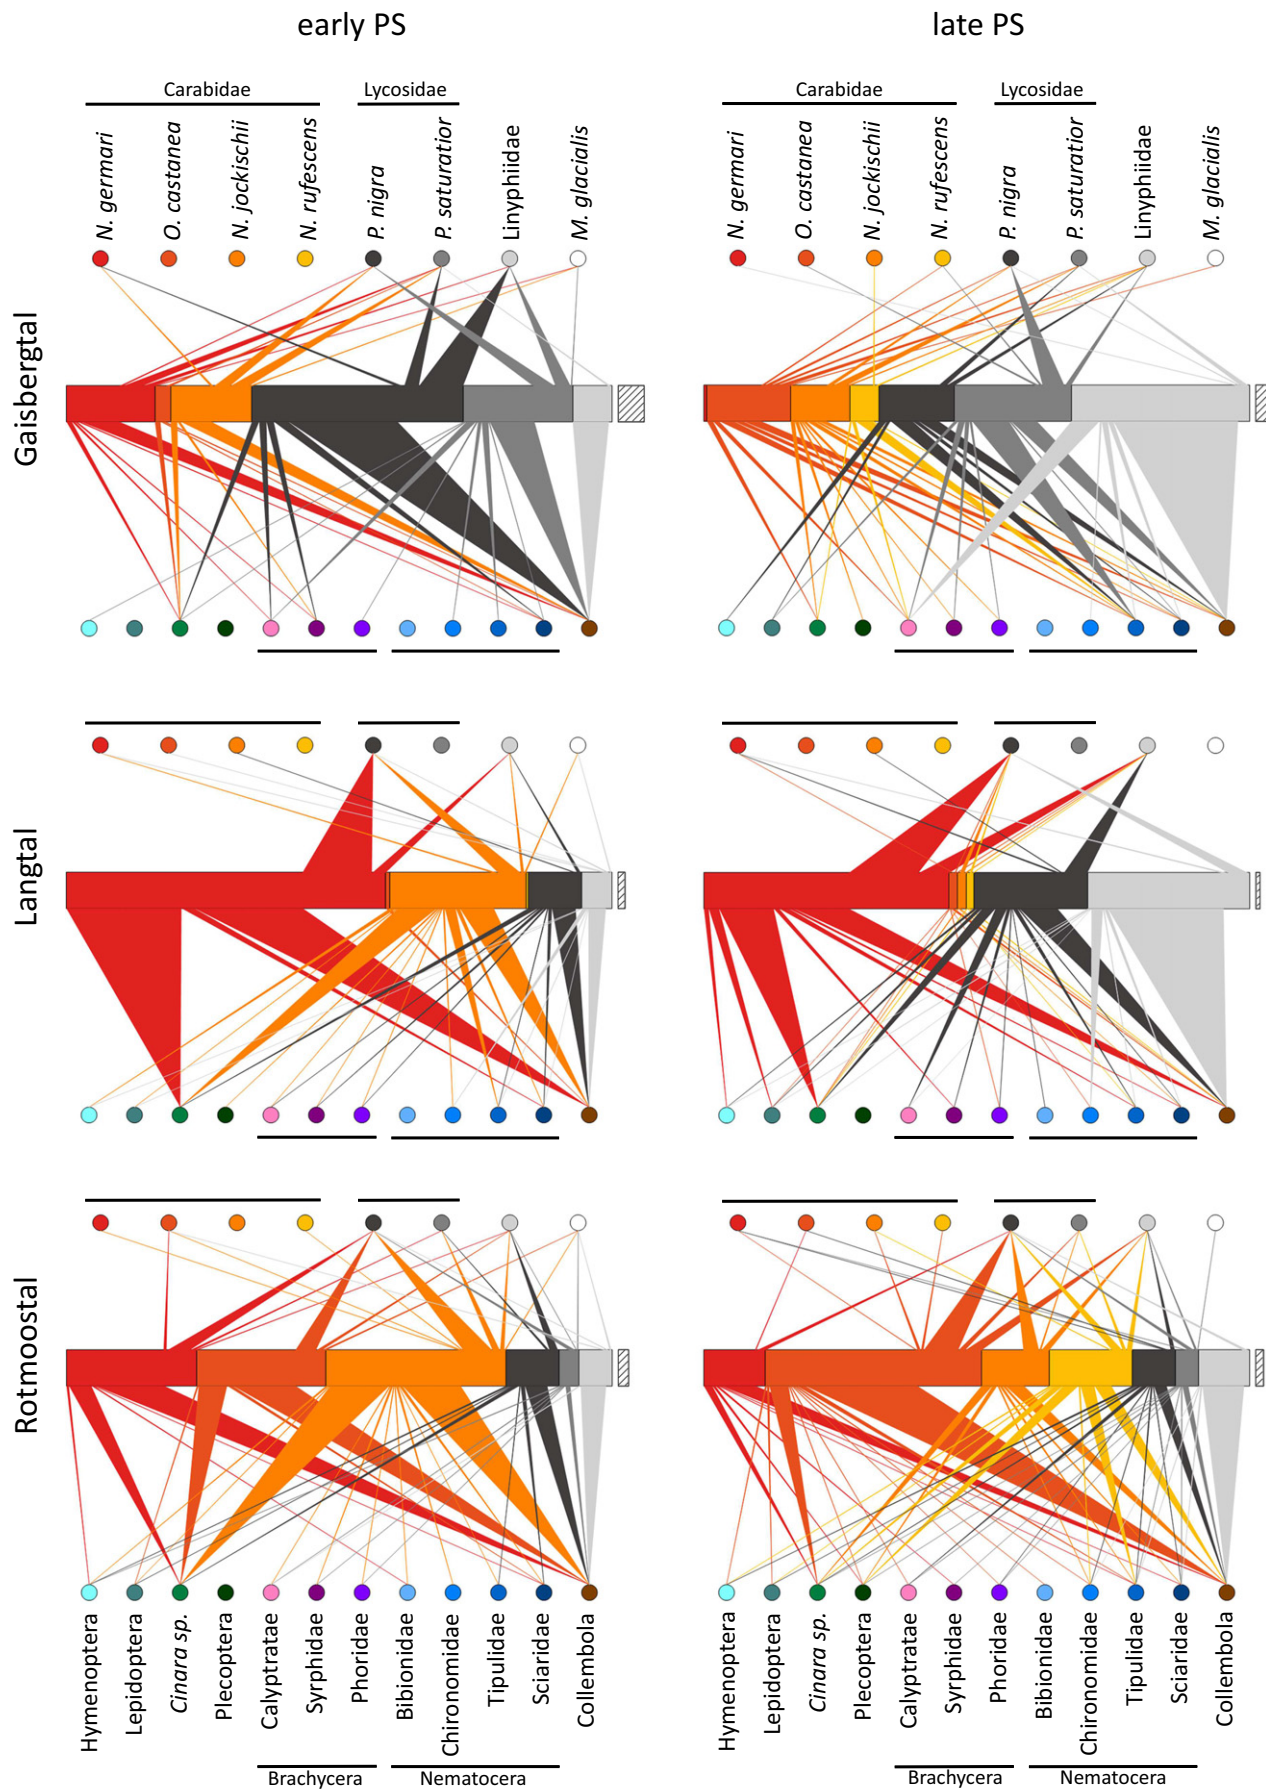 early PS
late PS
Carabidae
Lycosidae
Carabidae
Lycosidae
N. germari
O. castanea
N. jockischii
N. rufescens
P. nigra
P. saturatior
Linyphiidae
M. glacialis
N. germari
O. castanea
N. jockischii
N. rufescens
P. nigra
P. saturatior
Linyphiidae
M. glacialis
Gaisbergtal
Langtal
Rotmoostal
Hymenoptera
Lepidoptera
Cinara sp.
Plecoptera
Calyptratae
Syrphidae
Phoridae
Bibionidae
Chironomidae
Tipulidae
Sciaridae
Collembola
Hymenoptera
Lepidoptera
Cinara sp.
Plecoptera
Calyptratae
Syrphidae
Phoridae
Bibionidae
Chironomidae
Tipulidae
Sciaridae
Collembola
Brachycera
Nematocera
Brachycera
Nematocera